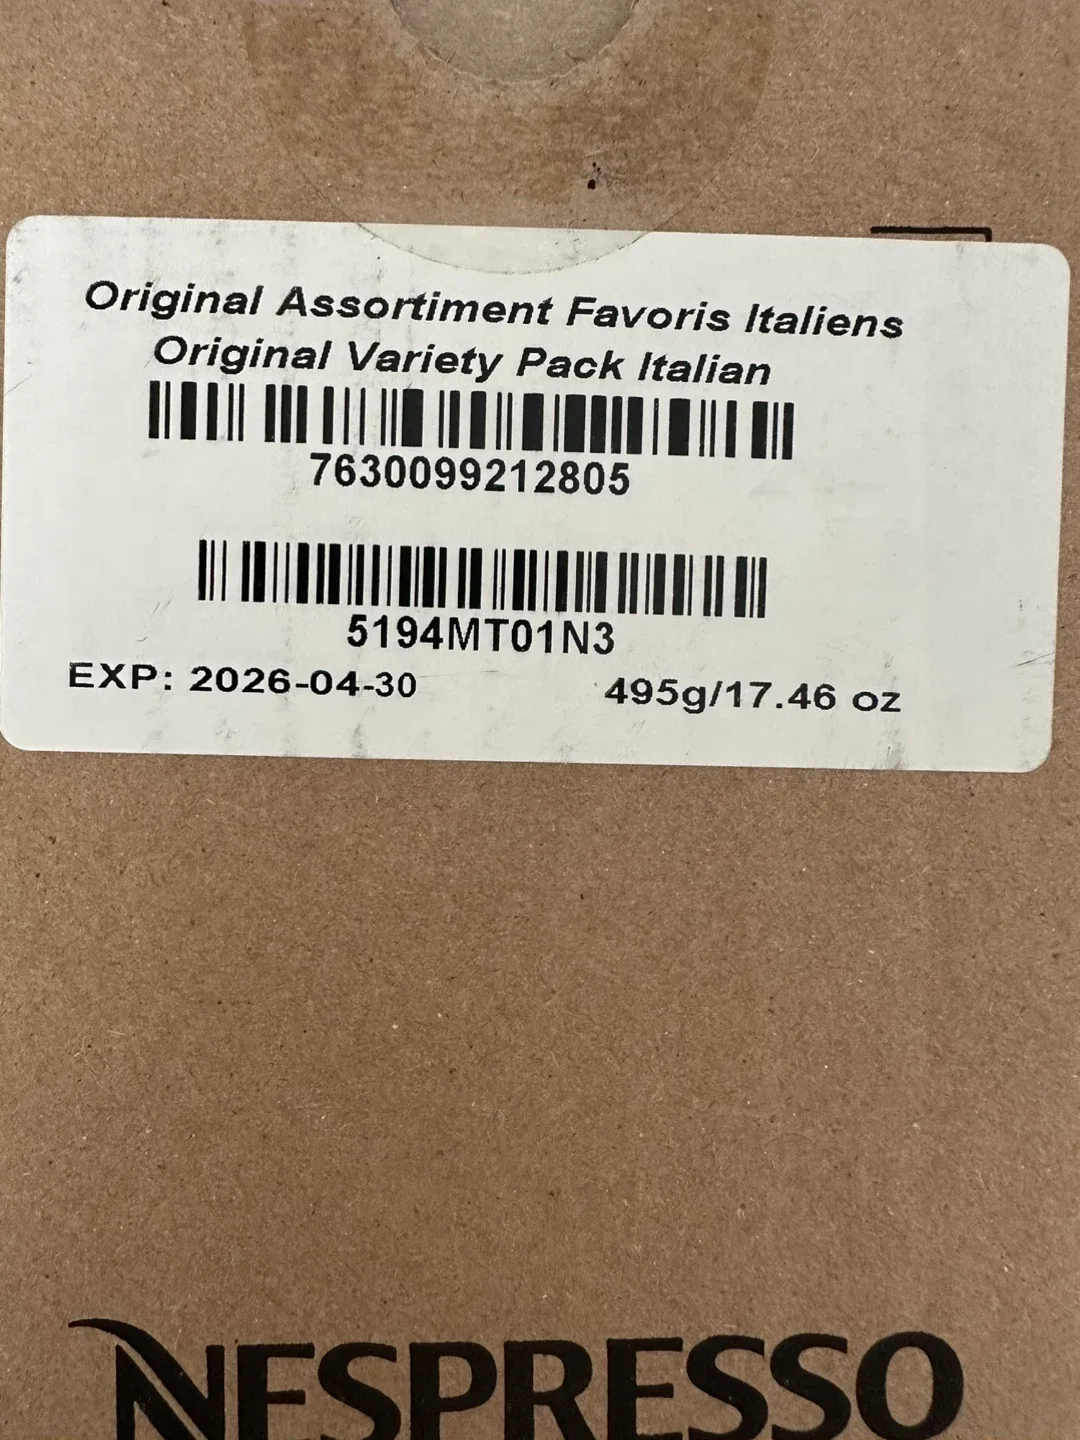 Original Assortiment Favoris Italiens
Original Variety Pack Italian
7630099212805
5194MT01N3
EXP: 2026-04-30 495g/17.46 oz
NESPRESSO